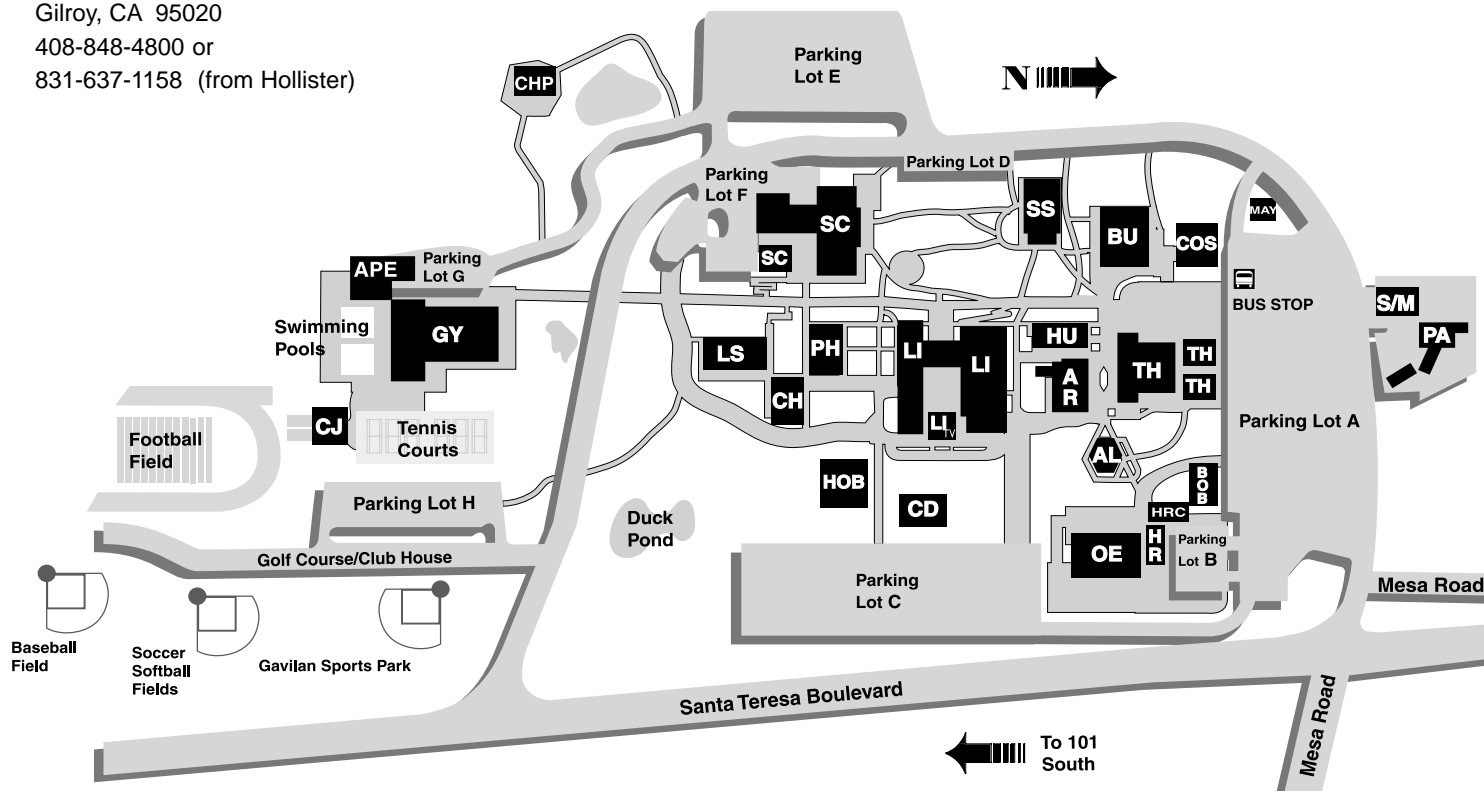 Gilroy, CA 95020
408-848-4800 or
831-637-1158 (from Hollister)
Parking
Lot E
N
CHP
Parking Lot D
Parking
Lot F
SC
SC
SS
BU
COS
MAY
APE
Parking
Lot G
BUS STOP
S/M
PA
Swimming
Pools
GY
LS
PH
LI
LI
HU
TH
TH
TH
A
R
CH
LI
TV
CJ
Tennis
Courts
Football
Field
Parking Lot A
AL
B
O
B
HOB
CD
HRC
H
R
OE
Parking
Lot B
Parking Lot H
Duck
Pond
Golf Course/Club House
Parking
Lot C
Mesa Road
Baseball
Field
Soccer
Softball
Fields
Gavilan Sports Park
Santa Teresa Boulevard
Mesa Road
To 101
South